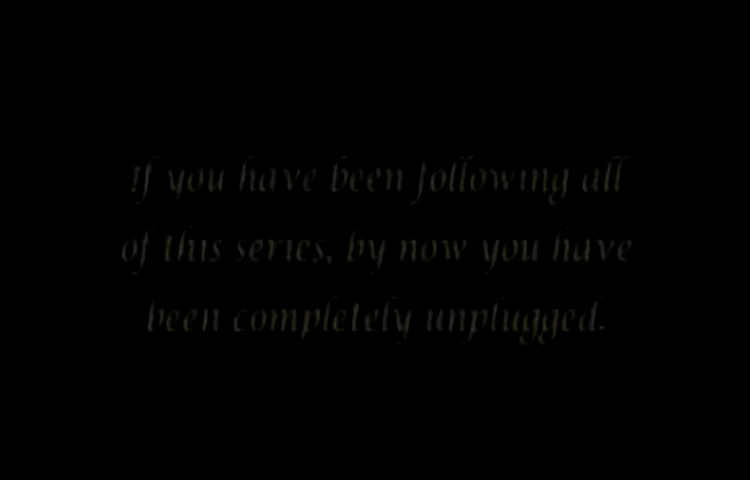 If you have been following all
of this series, by now you have
been completely unplugged.